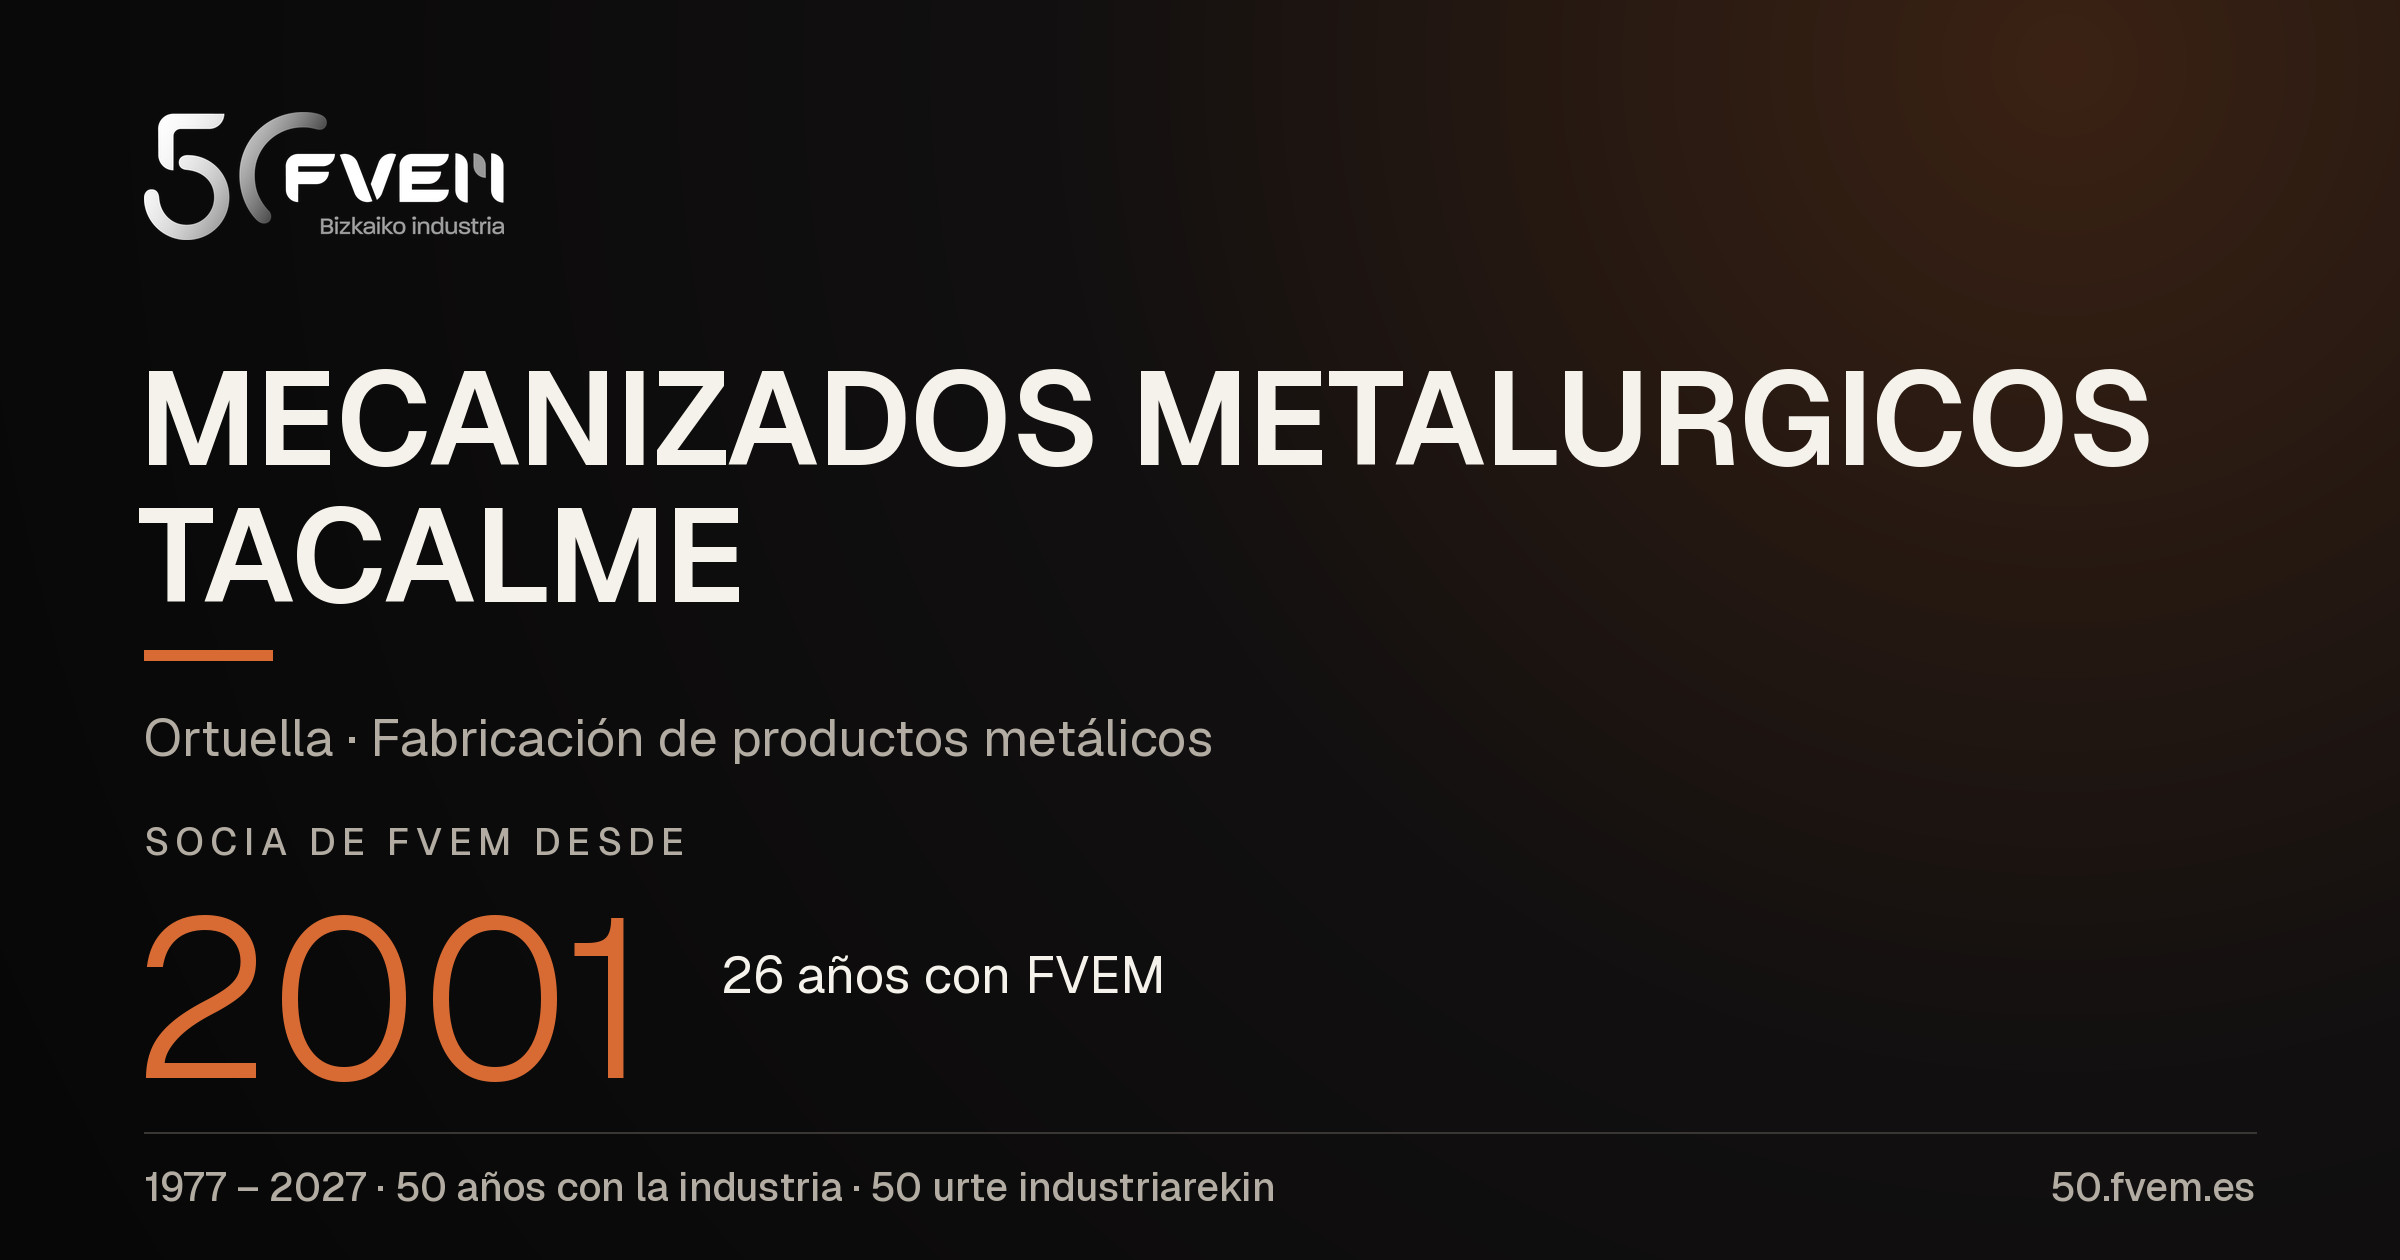 50 FVEM
Bizkaiko industria
MECANIZADOS METALURGICOS
TACALME
Ortuella · Fabricación de productos metálicos
SOCIA DE FVEM DESDE
2001
26 años con FVEM
1977 – 2027 · 50 años con la industria · 50 urte industriarekin
50.fvem.es